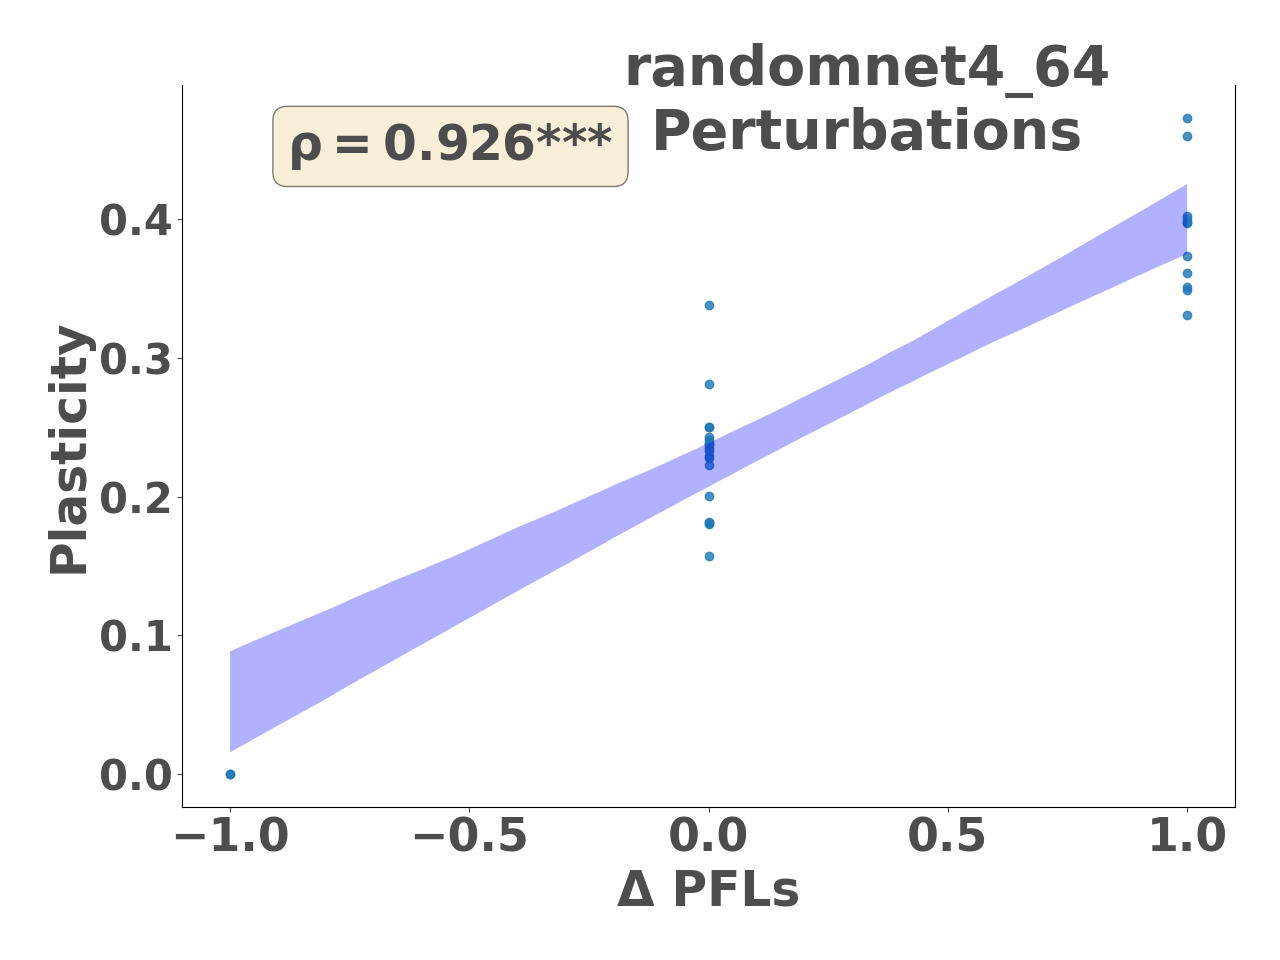 randomnet4_64
Perturbations
ρ = 0.926***
Plasticity
0.4
0.3
0.2
0.1
0.0
−1.0 −0.5 0.0 0.5 1.0
Δ PFLs